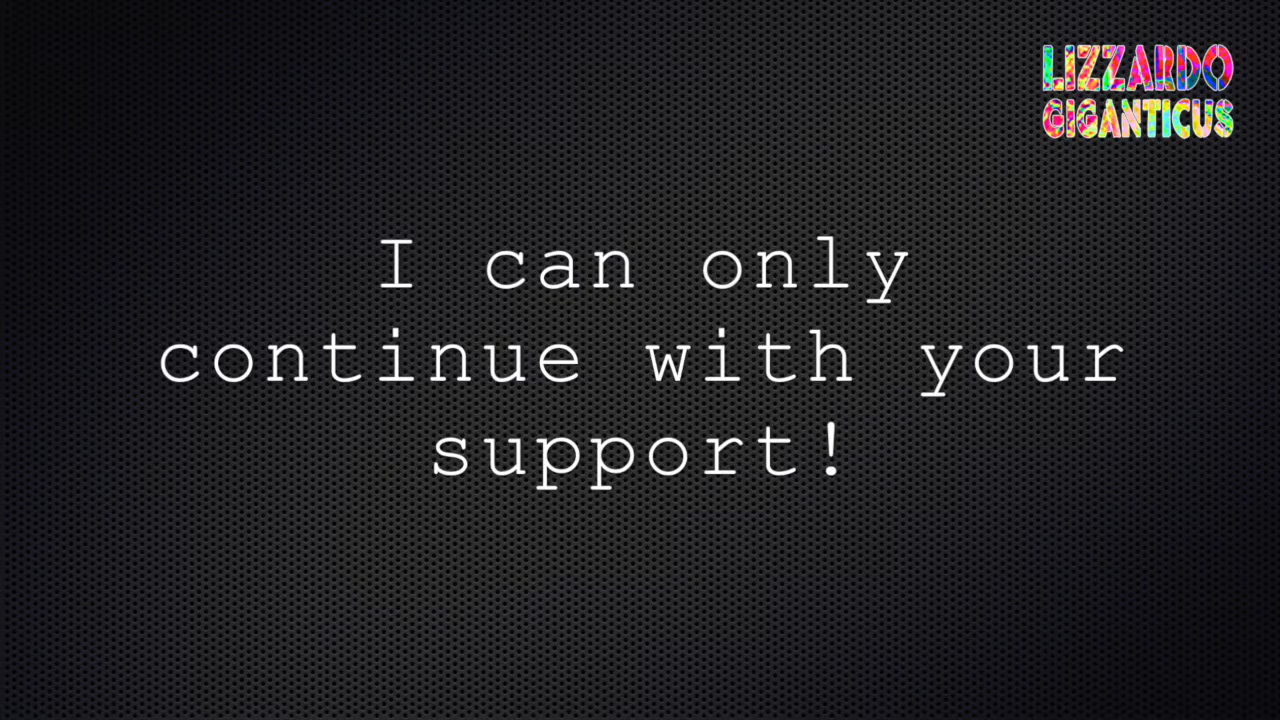 LIZZARDO
GIGANTICUS
I can only
continue with your
support!